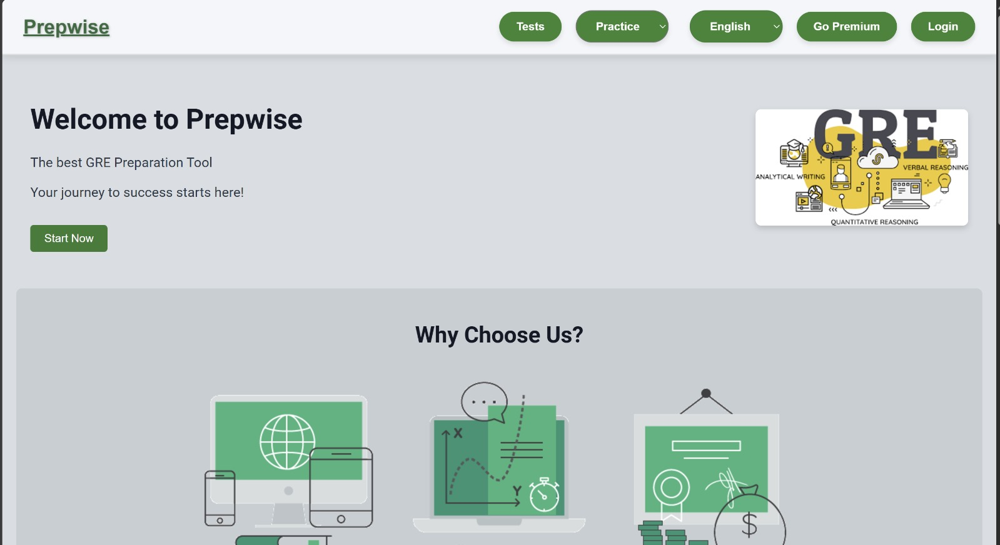 Prepwise
Tests
Practice
English
Go Premium
Login
Welcome to Prepwise
The best GRE Preparation Tool
Your journey to success starts here!
Start Now
GRE
VERBAL REASONING
ANALYTICAL WRITING
QUANTITATIVE REASONING
Why Choose Us?
X
Y
$